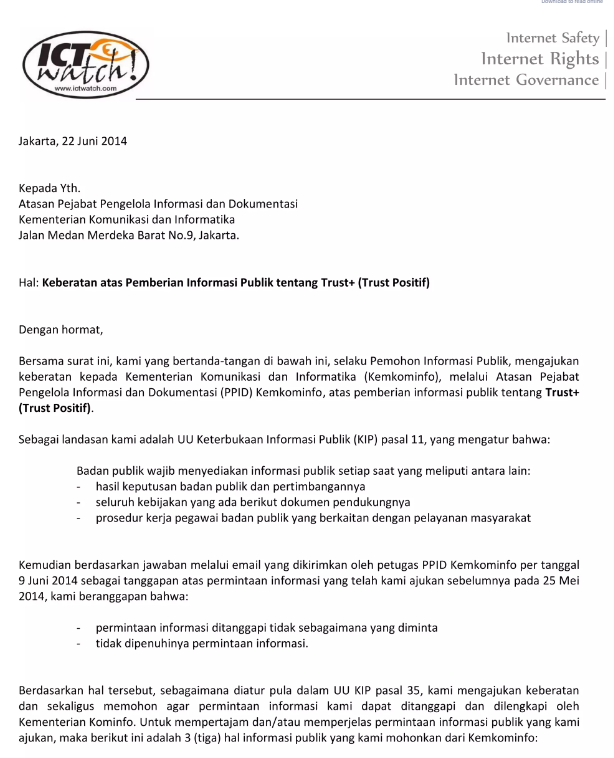 Download to read online
ICT
watch!
www.ictwatch.com
Internet Safety |
Internet Rights |
Internet Governance |
Jakarta, 22 Juni 2014
Kepada Yth.
Atasan Pejabat Pengelola Informasi dan Dokumentasi
Kementerian Komunikasi dan Informatika
Jalan Medan Merdeka Barat No.9, Jakarta.
Hal: Keberatan atas Pemberian Informasi Publik tentang Trust+ (Trust Positif)
Dengan hormat,
Bersama surat ini, kami yang bertanda-tangan di bawah ini, selaku Pemohon Informasi Publik, mengajukan
keberatan kepada Kementerian Komunikasi dan Informatika (Kemkominfo), melalui Atasan Pejabat
Pengelola Informasi dan Dokumentasi (PPID) Kemkominfo, atas pemberian informasi publik tentang Trust+
(Trust Positif).
Sebagai landasan kami adalah UU Keterbukaan Informasi Publik (KIP) pasal 11, yang mengatur bahwa:
Badan publik wajib menyediakan informasi publik setiap saat yang meliputi antara lain:
- hasil keputusan badan publik dan pertimbangannya
- seluruh kebijakan yang ada berikut dokumen pendukungnya
- prosedur kerja pegawai badan publik yang berkaitan dengan pelayanan masyarakat
Kemudian berdasarkan jawaban melalui email yang dikirimkan oleh petugas PPID Kemkominfo per tanggal
9 Juni 2014 sebagai tanggapan atas permintaan informasi yang telah kami ajukan sebelumnya pada 25 Mei
2014, kami beranggapan bahwa:
- permintaan informasi ditanggapi tidak sebagaimana yang diminta
- tidak dipenuhinya permintaan informasi.
Berdasarkan hal tersebut, sebagaimana diatur pula dalam UU KIP pasal 35, kami mengajukan keberatan
dan sekaligus memohon agar permintaan informasi kami dapat ditanggapi dan dilengkapi oleh
Kementerian Kominfo. Untuk mempertajam dan/atau memperjelas permintaan informasi publik yang kami
ajukan, maka berikut ini adalah 3 (tiga) hal informasi publik yang kami mohonkan dari Kemkominfo: